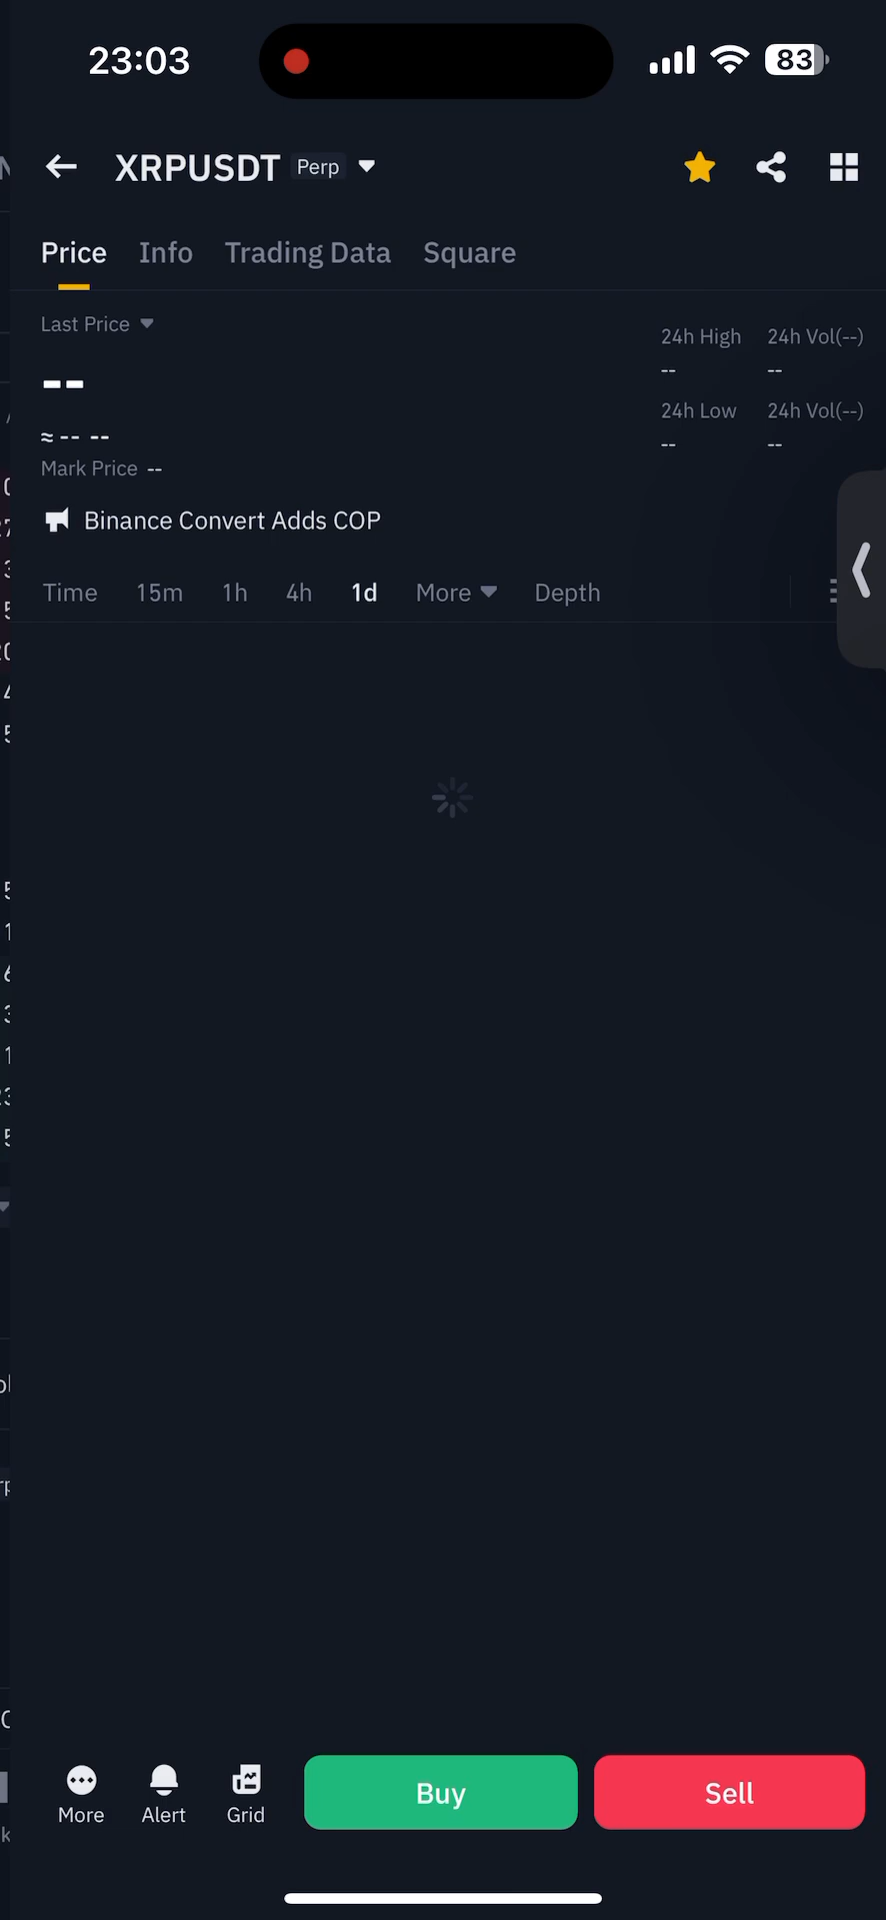 23:03
83
XRPUSDT Perp
Price Info Trading Data Square
Last Price
24h High 24h Vol(--)
-- --
--
24h Low 24h Vol(--)
≈ -- --
-- --
Mark Price --
Binance Convert Adds COP
Time 15m 1h 4h 1d More Depth
More Alert Grid Buy Sell